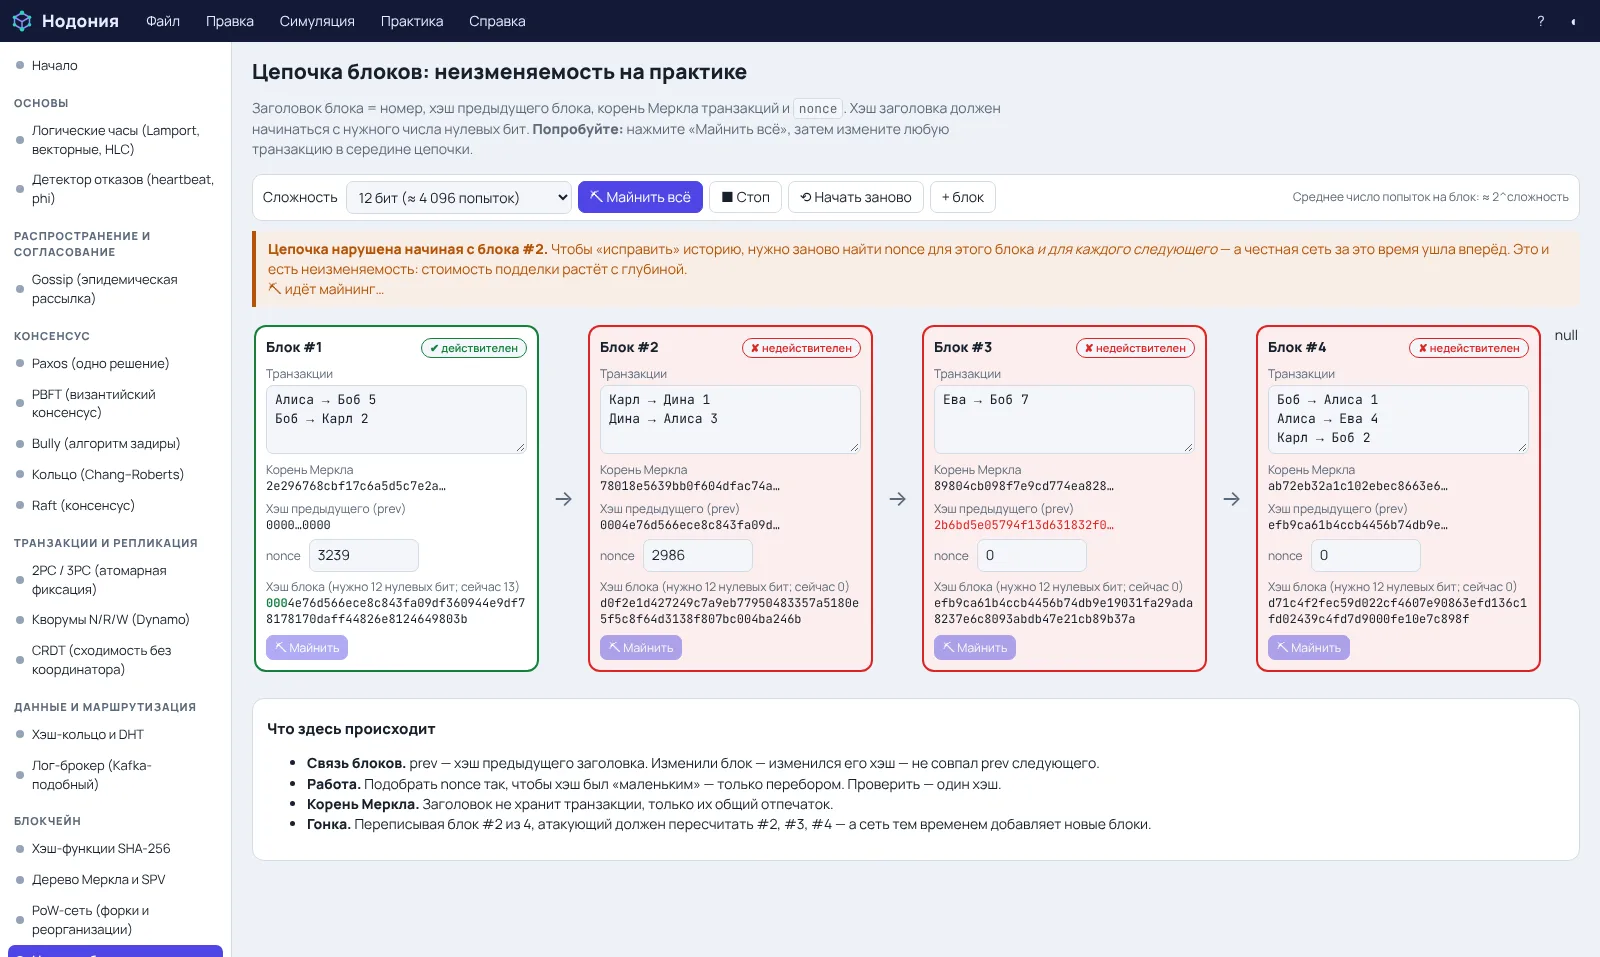 Нодония
Файл
Правка
Симуляция
Практика
Справка
?
Начало
ОСНОВЫ
Логические часы (Lamport,
векторные, HLC)
Детектор отказов (heartbeat,
phi)
РАСПРОСТРАНЕНИЕ И
СОГЛАСОВАНИЕ
Gossip (эпидемическая
рассылка)
КОНСЕНСУС
Paxos (одно решение)
PBFT (византийский
консенсус)
Bully (алгоритм задиры)
Кольцо (Chang–Roberts)
Raft (консенсус)
ТРАНЗАКЦИИ И РЕПЛИКАЦИЯ
2PC / 3PC (атомарная
фиксация)
Кворумы N/R/W (Dynamo)
CRDT (сходимость без
координатора)
ДАННЫЕ И МАРШРУТИЗАЦИЯ
Хэш-кольцо и DHT
Лог-брокер (Kafka-
подобный)
БЛОКЧЕЙН
Хэш-функции SHA-256
Дерево Меркла и SPV
PoW-сеть (форки и
реорганизации)
Цепочка блоков: неизменяемость на практике
Заголовок блока = номер, хэш предыдущего блока, корень Меркла транзакций и nonce. Хэш заголовка должен
начинаться с нужного числа нулевых бит. Попробуйте: нажмите «Майнить всё», затем измените любую
транзакцию в середине цепочки.
Сложность
12 бит (≈ 4 096 попыток)
⛏ Майнить всё
■ Стоп
⟲ Начать заново
+ блок
Среднее число попыток на блок: ≈ 2^сложность
Цепочка нарушена начиная с блока #2. Чтобы «исправить» историю, нужно заново найти nonce для этого блока и для каждого следующего — а честная сеть за это время ушла вперёд. Это и
есть неизменяемость: стоимость подделки растёт с глубиной.
⛏ идёт майнинг…
Блок #1
✔ действителен
Транзакции
Алиса → Боб 5
Боб → Карл 2
Корень Меркла
2e296768cbf17c6a5d5c7e2a…
Хэш предыдущего (prev)
0000…0000
nonce 3239
Хэш блока (нужно 12 нулевых бит; сейчас 13)
0004e76d566ece8c843fa09df360944e9df7
8178170daff44826e8124649803b
⛏ Майнить
→
Блок #2
✘ недействителен
Транзакции
Карл → Дина 1
Дина → Алиса 3
Корень Меркла
78018e5639bb0f604dfac74a…
Хэш предыдущего (prev)
0004e76d566ece8c843fa09d…
nonce 2986
Хэш блока (нужно 12 нулевых бит; сейчас 0)
d0f2e1d427249c7a9eb77950483357a5180e
5f5c8f64d3138f807bc004ba246b
⛏ Майнить
→
Блок #3
✘ недействителен
Транзакции
Ева → Боб 7
Корень Меркла
89804cb098f7e9cd774ea828…
Хэш предыдущего (prev)
2b6bd5e05794f13d631832f0…
nonce 0
Хэш блока (нужно 12 нулевых бит; сейчас 0)
efb9ca61b4ccb4456b74db9e19031fa29ada
8237e6c8093abdb47e21cb89b37a
⛏ Майнить
→
Блок #4
✘ недействителен
Транзакции
Боб → Алиса 1
Алиса → Ева 4
Карл → Боб 2
Корень Меркла
ab72eb32a1c102ebec8663e6…
Хэш предыдущего (prev)
efb9ca61b4ccb4456b74db9e…
nonce 0
Хэш блока (нужно 12 нулевых бит; сейчас 0)
d71c4f2fec59d022cf4607e90863efd136c1
fd02439c4fd7d9000fe10e7c898f
⛏ Майнить
null
Что здесь происходит
Связь блоков. prev — хэш предыдущего заголовка. Изменили блок — изменился его хэш — не совпал prev следующего.
Работа. Подобрать nonce так, чтобы хэш был «маленьким» — только перебором. Проверить — один хэш.
Корень Меркла. Заголовок не хранит транзакции, только их общий отпечаток.
Гонка. Переписывая блок #2 из 4, атакующий должен пересчитать #2, #3, #4 — а сеть тем временем добавляет новые блоки.